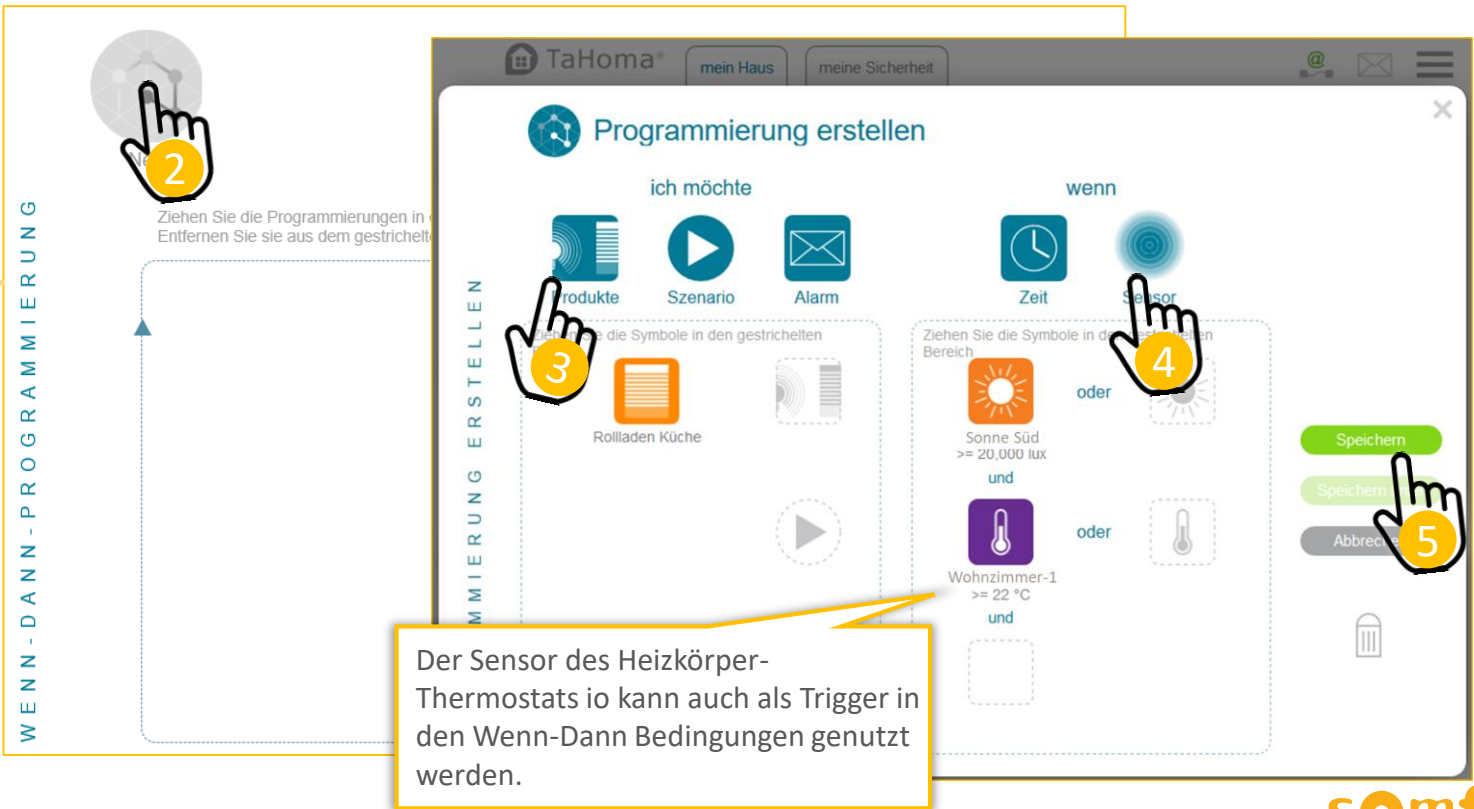 TaHoma®
mein Haus
meine Sicherheit
@
Programmierung erstellen
ich möchte
wenn
2
Ziehen Sie die Programmierungen in
Entfernen Sie sie aus dem
WENN-DANN-PROGRAMMIERUNG
Produkte
Szenario
Alarm
Zeit
Sensor
3
4
ERSTELLEN
Ziehen Sie die Symbole in den gestrichelten
Rollladen Küche
Ziehen Sie die Symbole in den gestrichelten
Bereich
oder
Sonne Süd
>= 20,000 lux
und
oder
Wohnzimmer-1
>= 22 °C
und
Speichern
Speichern
Abbrechen
5
Der Sensor des Heizkörper-
Thermostats io kann auch als Trigger in
den Wenn-Dann Bedingungen genutzt
werden.